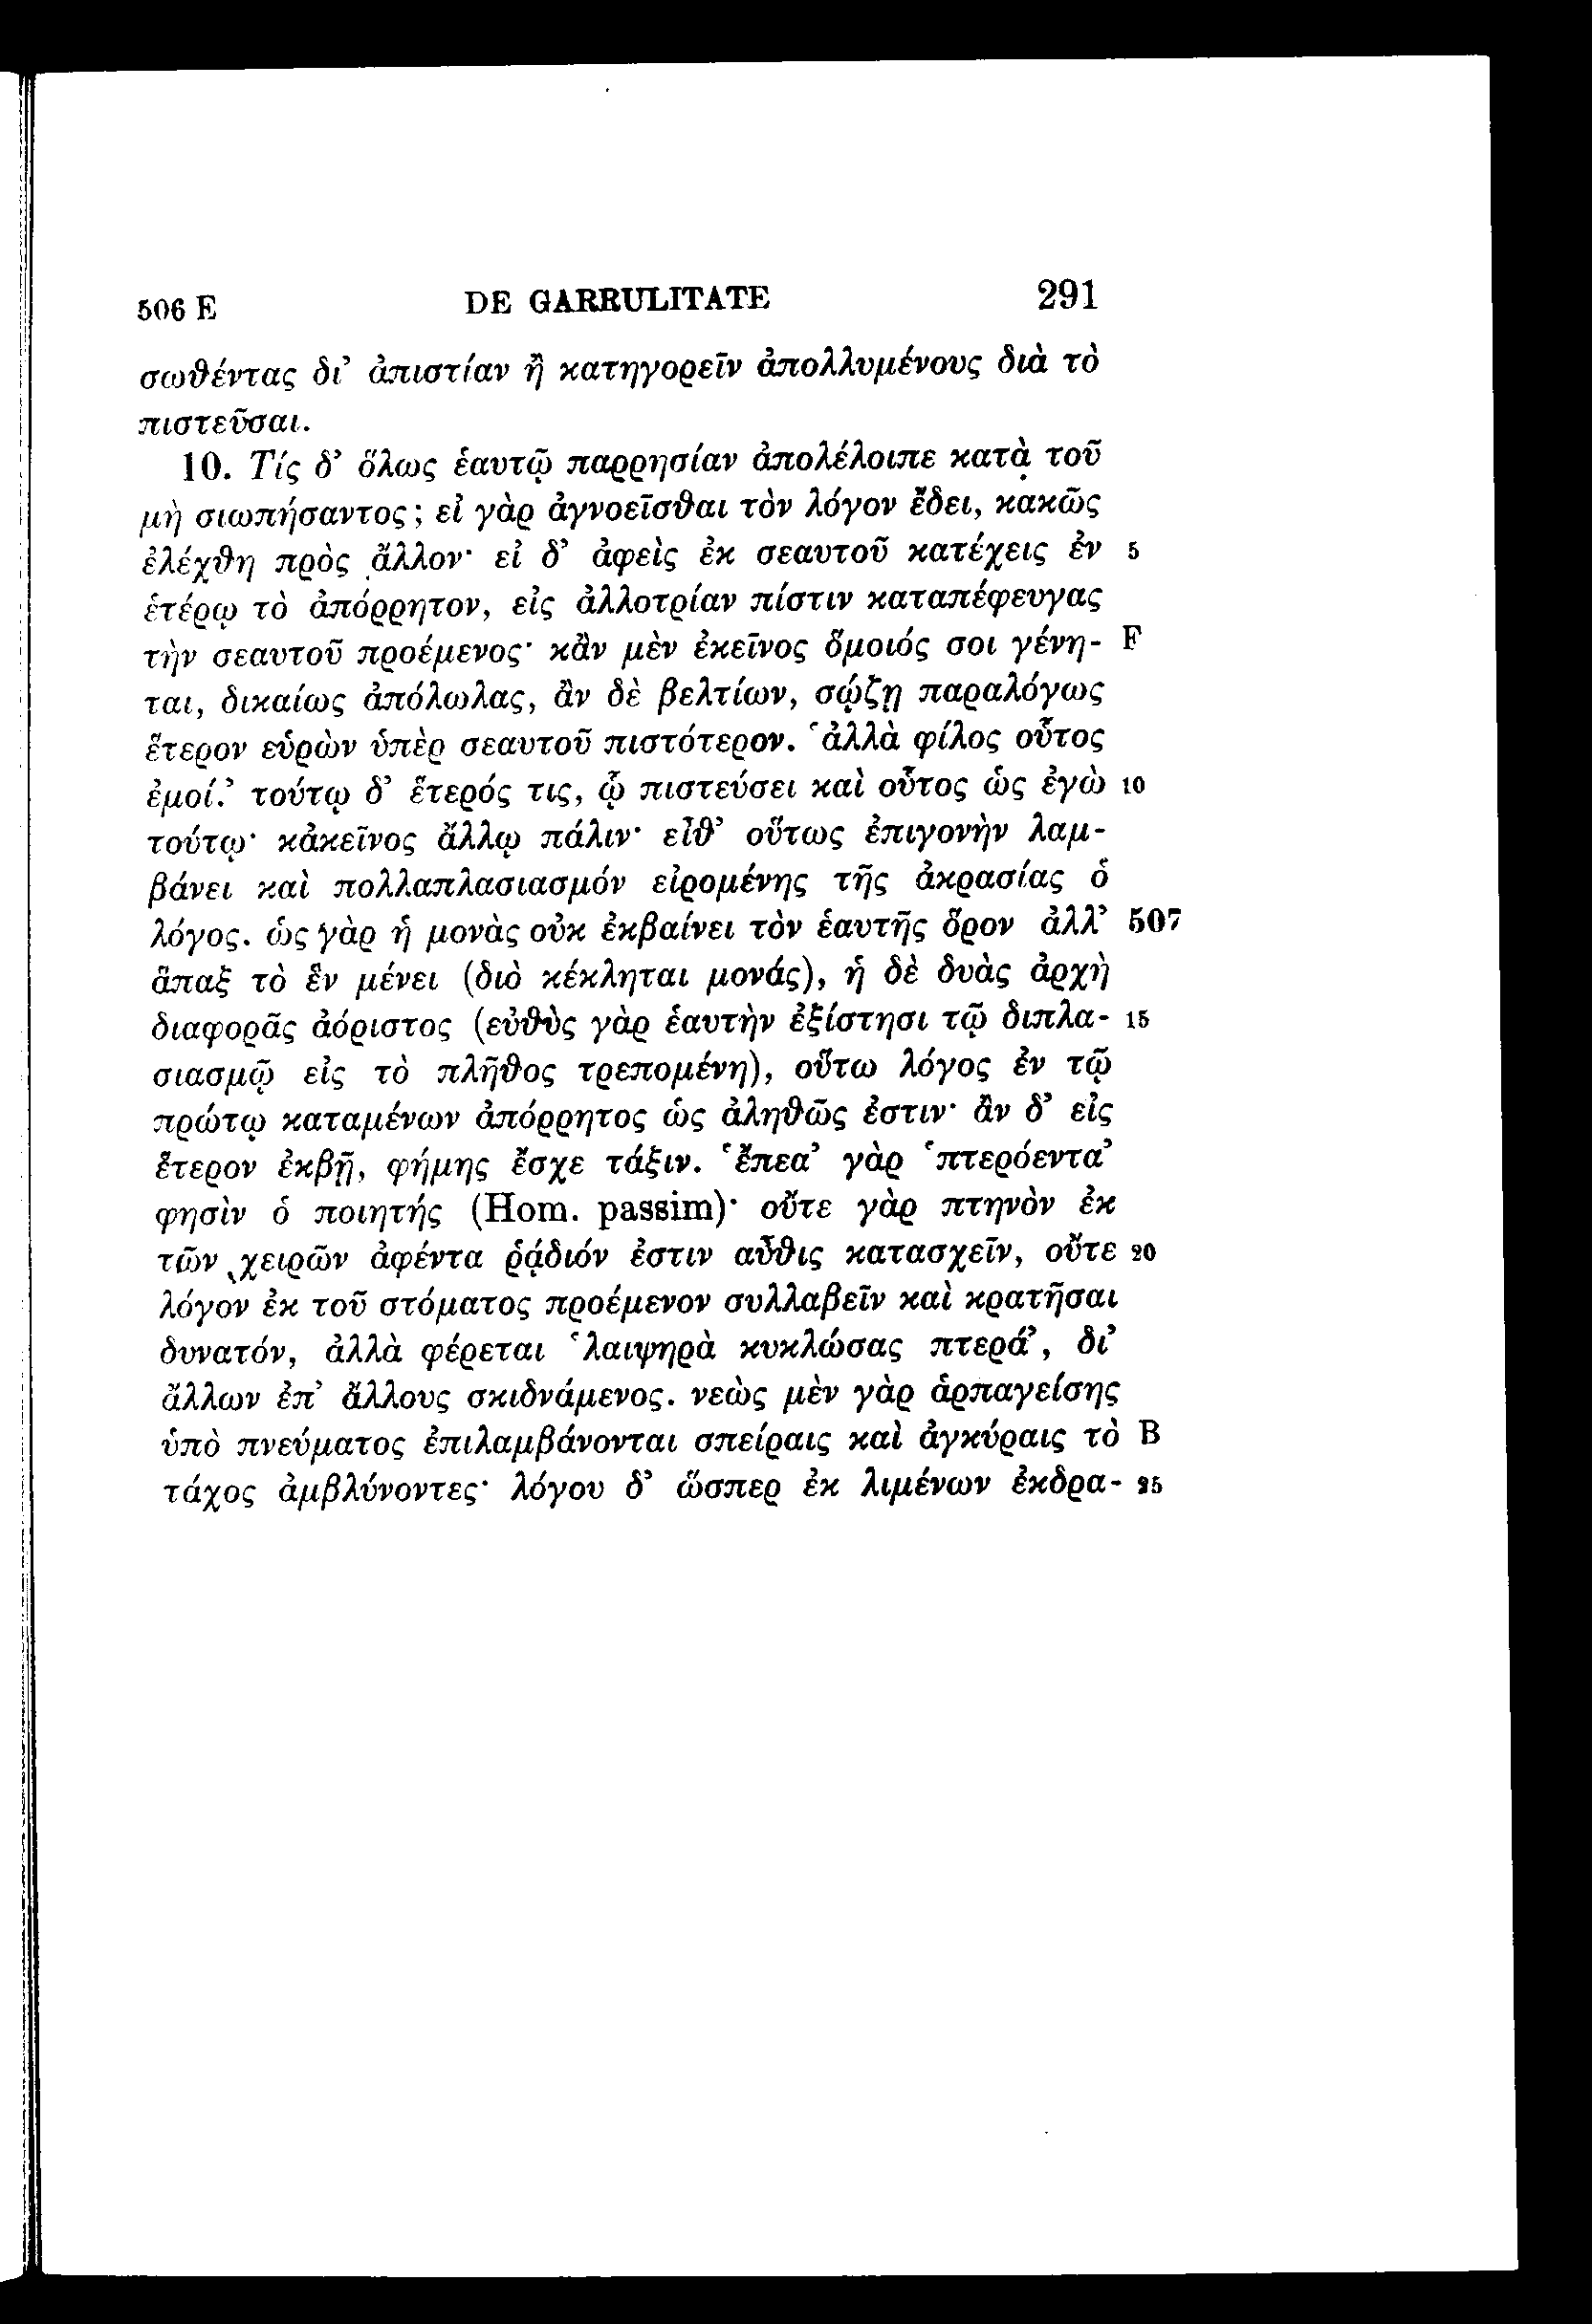 506 E DE GARRULITATE 291
σωθέντας δι’ ἀπιστίαν ἢ κατηγορεῖν ἀπολλυμένους διὰ τὸ
πιστεῦσαι.
10. Τίς δ’ ὅλως ἑαυτῷ παρρησίαν ἀπολέλοιπε κατὰ τοῦ
μὴ σιωπήσαντος; εἰ γὰρ ἀγνοεῖσθαι τὸν λόγον ἔδει, κακῶς
ἐλέχθη πρὸς ἄλλον· εἰ δ’ ἀφεὶς ἐκ σεαυτοῦ κατέχεις ἐν 5
ἑτέρῳ τὸ ἀπόρρητον, εἰς ἀλλοτρίαν πίστιν καταπέφευγας
τὴν σεαυτοῦ προέμενος· κἂν μὲν ἐκεῖνος ὅμοιός σοι γένη- F
ται, δικαίως ἀπόλωλας, ἂν δὲ βελτίων, σῴζῃ παραλόγως
ἕτερον εὑρὼν ὑπὲρ σεαυτοῦ πιστότερον. ‘ἀλλὰ φίλος οὗτος
ἐμοί.’ τούτῳ δ’ ἕτερός τις, ᾧ πιστεύσει καὶ οὗτος ὡς ἐγὼ 10
τούτῳ· κἀκεῖνος ἄλλῳ πάλιν· εἶθ’ οὕτως ἐπιγονὴν λαμ-
βάνει καὶ πολλαπλασιασμόν εἰρομένης τῆς ἀκρασίας ὁ
λόγος. ὡς γὰρ ἡ μονὰς οὐκ ἐκβαίνει τὸν ἑαυτῆς ὅρον ἀλλ’ 507
ἅπαξ τὸ ἓν μένει (διὸ κέκληται μονάς), ἡ δὲ δυὰς ἀρχὴ
διαφορᾶς ἀόριστος (εὐθὺς γὰρ ἑαυτὴν ἐξίστησι τῷ διπλα- 15
σιασμῷ εἰς τὸ πλῆθος τρεπομένη), οὕτω λόγος ἐν τῷ
πρώτῳ καταμένων ἀπόρρητος ὡς ἀληθῶς ἐστιν· ἂν δ’ εἰς
ἕτερον ἐκβῇ, φήμης ἔσχε τάξιν. ‘ἔπεα’ γὰρ ‘πτερόεντα’
φησὶν ὁ ποιητής (Hom. passim)· οὔτε γὰρ πτηνὸν ἐκ
τῶν χειρῶν ἀφέντα ῥᾴδιόν ἐστιν αὖθις κατασχεῖν, οὔτε 20
λόγον ἐκ τοῦ στόματος προέμενον συλλαβεῖν καὶ κρατῆσαι
δυνατόν, ἀλλὰ φέρεται ‘λαιψηρὰ κυκλώσας πτερά’, δι’
ἄλλων ἐπ’ ἄλλους σκιδνάμενος. νεὼς μὲν γὰρ ἁρπαγείσης
ὑπὸ πνεύματος ἐπιλαμβάνονται σπείραις καὶ ἀγκύραις τὸ B
τάχος ἀμβλύνοντες· λόγου δ’ ὥσπερ ἐκ λιμένων ἐκδρα- 25